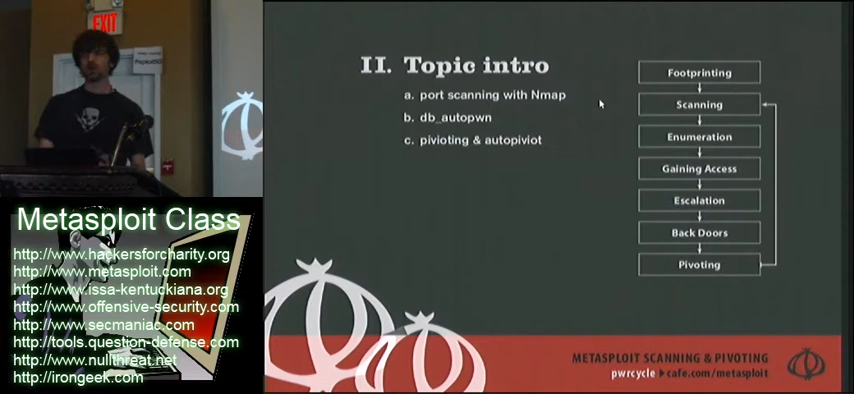 EXIT
II. Topic intro
a. port scanning with Nmap
b. db_autopwn
c. pivioting & autopivot
Footprinting
Scanning
Enumeration
Gaining Access
Escalation
Back Doors
Pivoting
METASPLOIT SCANNING & PIVOTING
pwrcycle cafe.com/metasploit
Metasploit Class
http://www.hackersforcharity.org
http://www.metasploit.com
http://www.issa-kentuckiana.org
http://www.offensive-security.com
http://www.secmaniac.com
http://tools.question-defense.com
http://www.nullthreat.net
http://irongeek.com